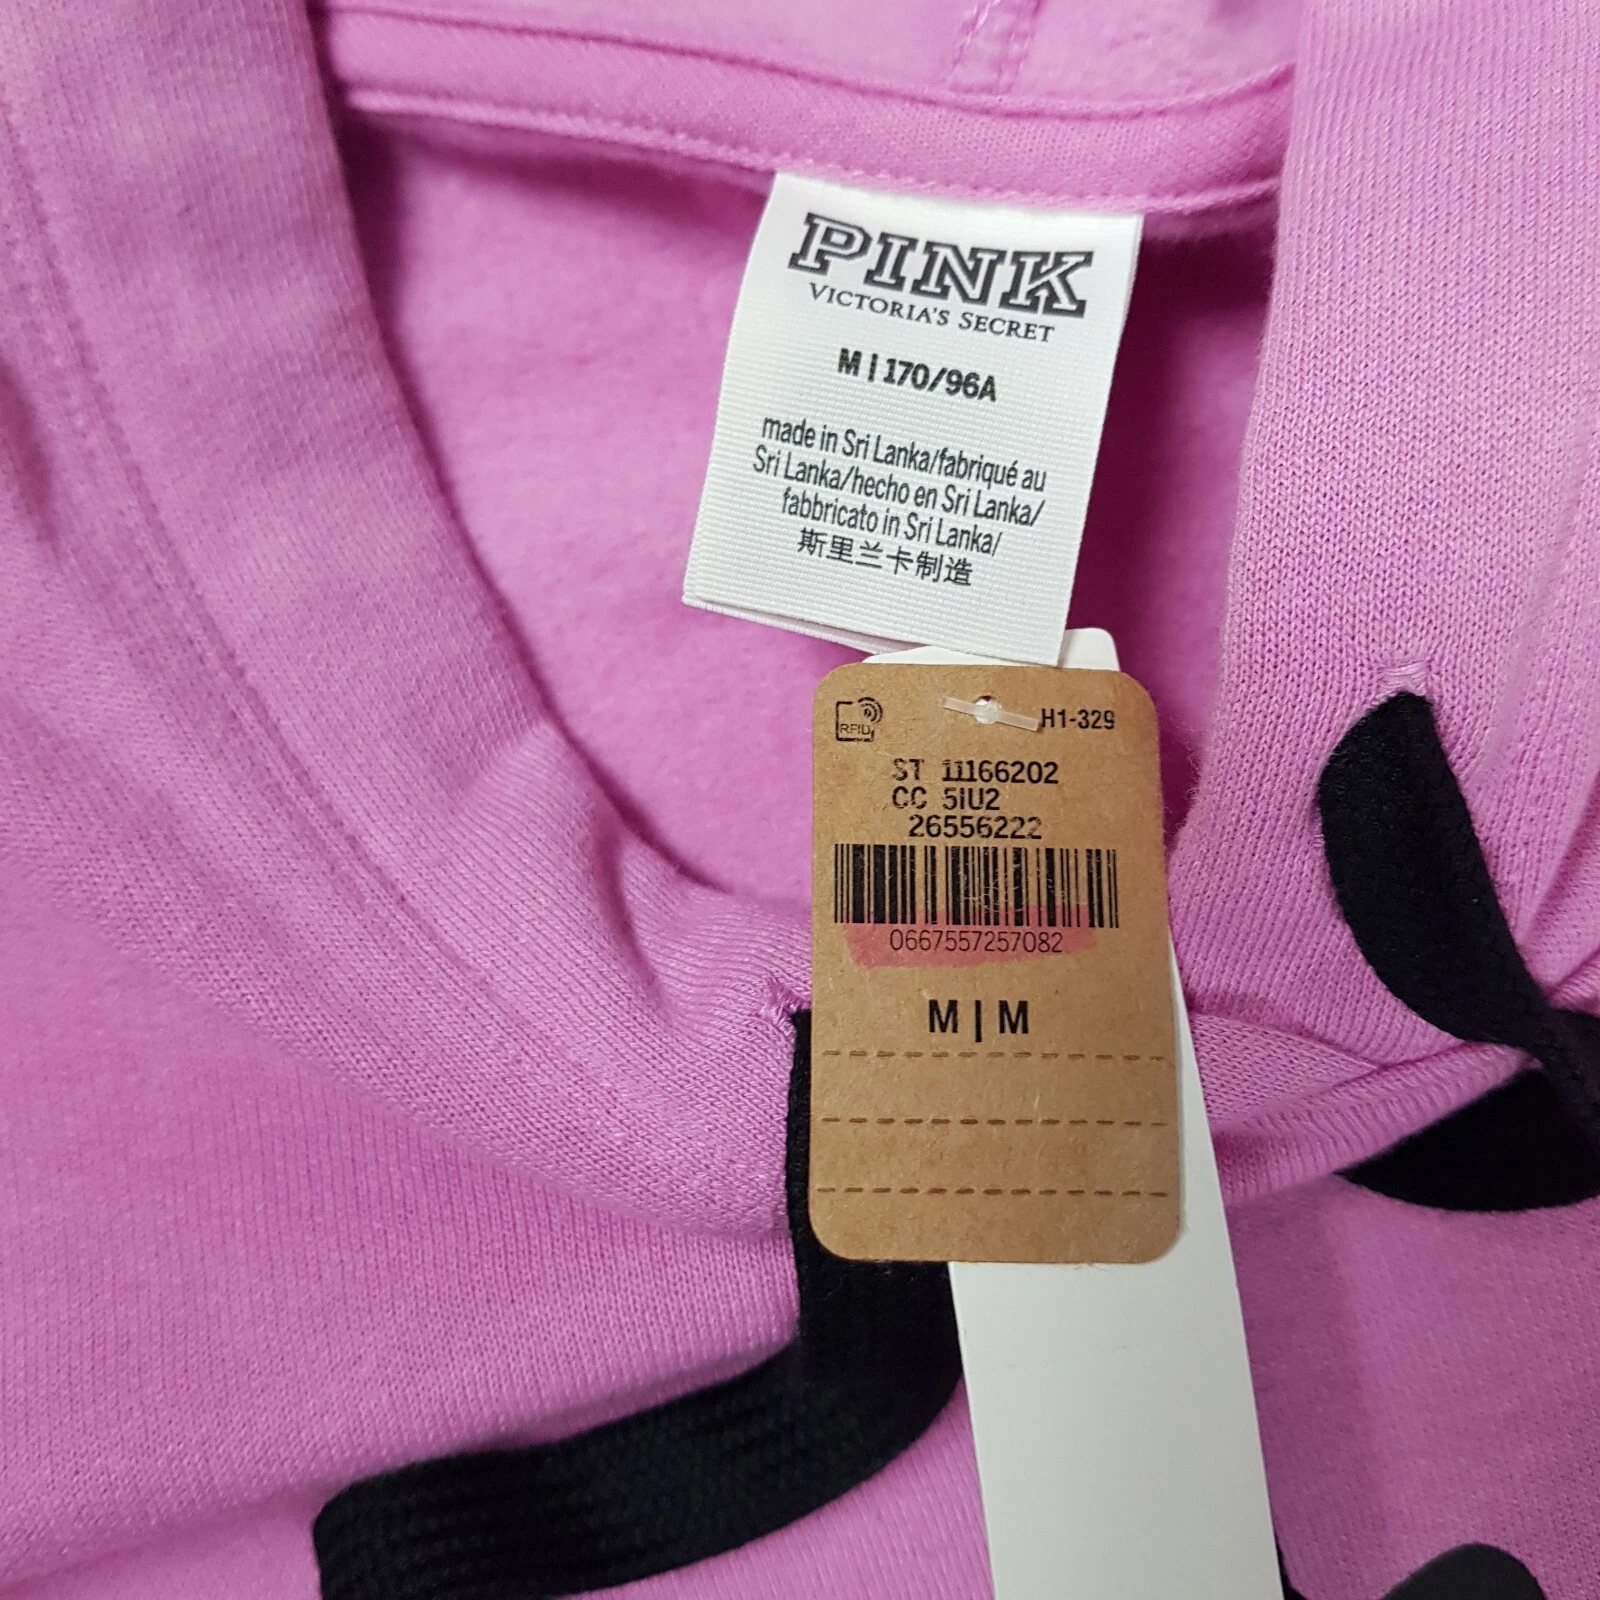 PINK
VICTORIA'S SECRET
M | 170/96A
made in Sri Lanka/fabriqué au
Sri Lanka/hecho en Sri Lanka/
fabbricato in Sri Lanka/
斯里兰卡制造
RFID
H1-329
ST 11166202
CC 5IU2
26556222
0667557257082
M | M